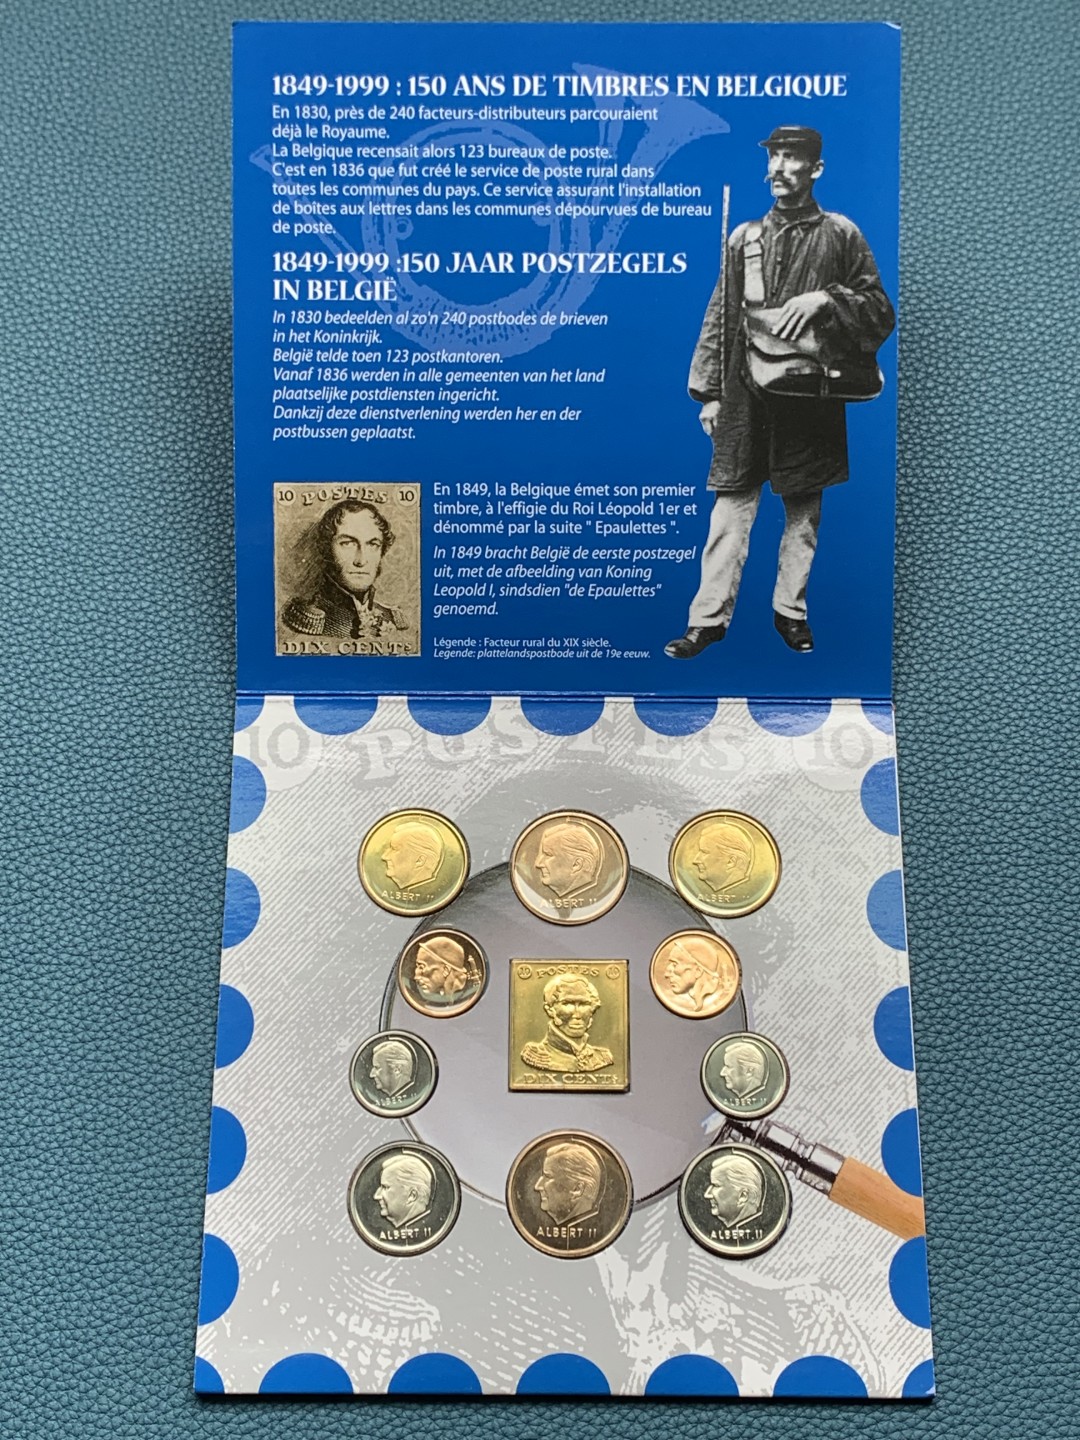 1849-1999 : 150 ANS DE TIMBRES EN BELGIQUE
En 1830, près de 240 facteurs-distributeurs parcouraient
déjà le Royaume.
La Belgique recensait alors 123 bureaux de poste.
C'est en 1836 que fut créé le service de poste rural dans
toutes les communes du pays. Ce service assurant l'installation
de boîtes aux lettres dans les communes dépourvues de bureau
de poste.
1849-1999 :150 JAAR POSTZEGELS
IN BELGIË
In 1830 bedeelden al zo'n 240 postbodes de brieven
in het Koninkrijk.
België telde toen 123 postkantoren.
Vanaf 1836 werden in alle gemeenten van het land
plaatselijke postdiensten ingericht.
Dankzij deze dienstverlening werden her en der
postbussen geplaatst.
10 POSTES 10
DIX CENTs
En 1849, la Belgique émet son premier
timbre, à l'effigie du Roi Léopold 1er et
dénommé par la suite " Epaulettes ".
In 1849 bracht België de eerste postzegel
uit, met de afbeelding van Koning
Leopold I, sindsdien "de Epaulettes"
genoemd.
Légende : Facteur rural du XIX siècle.
Legende: plattelandspostbode uit de 19e eeuw.
10 POSTES 10
ALBERT II
ALBERT II
ALBERT II
10 POSTES 10
DIX CENTs
ALBERT II
ALBERT II
ALBERT II
ALBERT II
ALBERT II